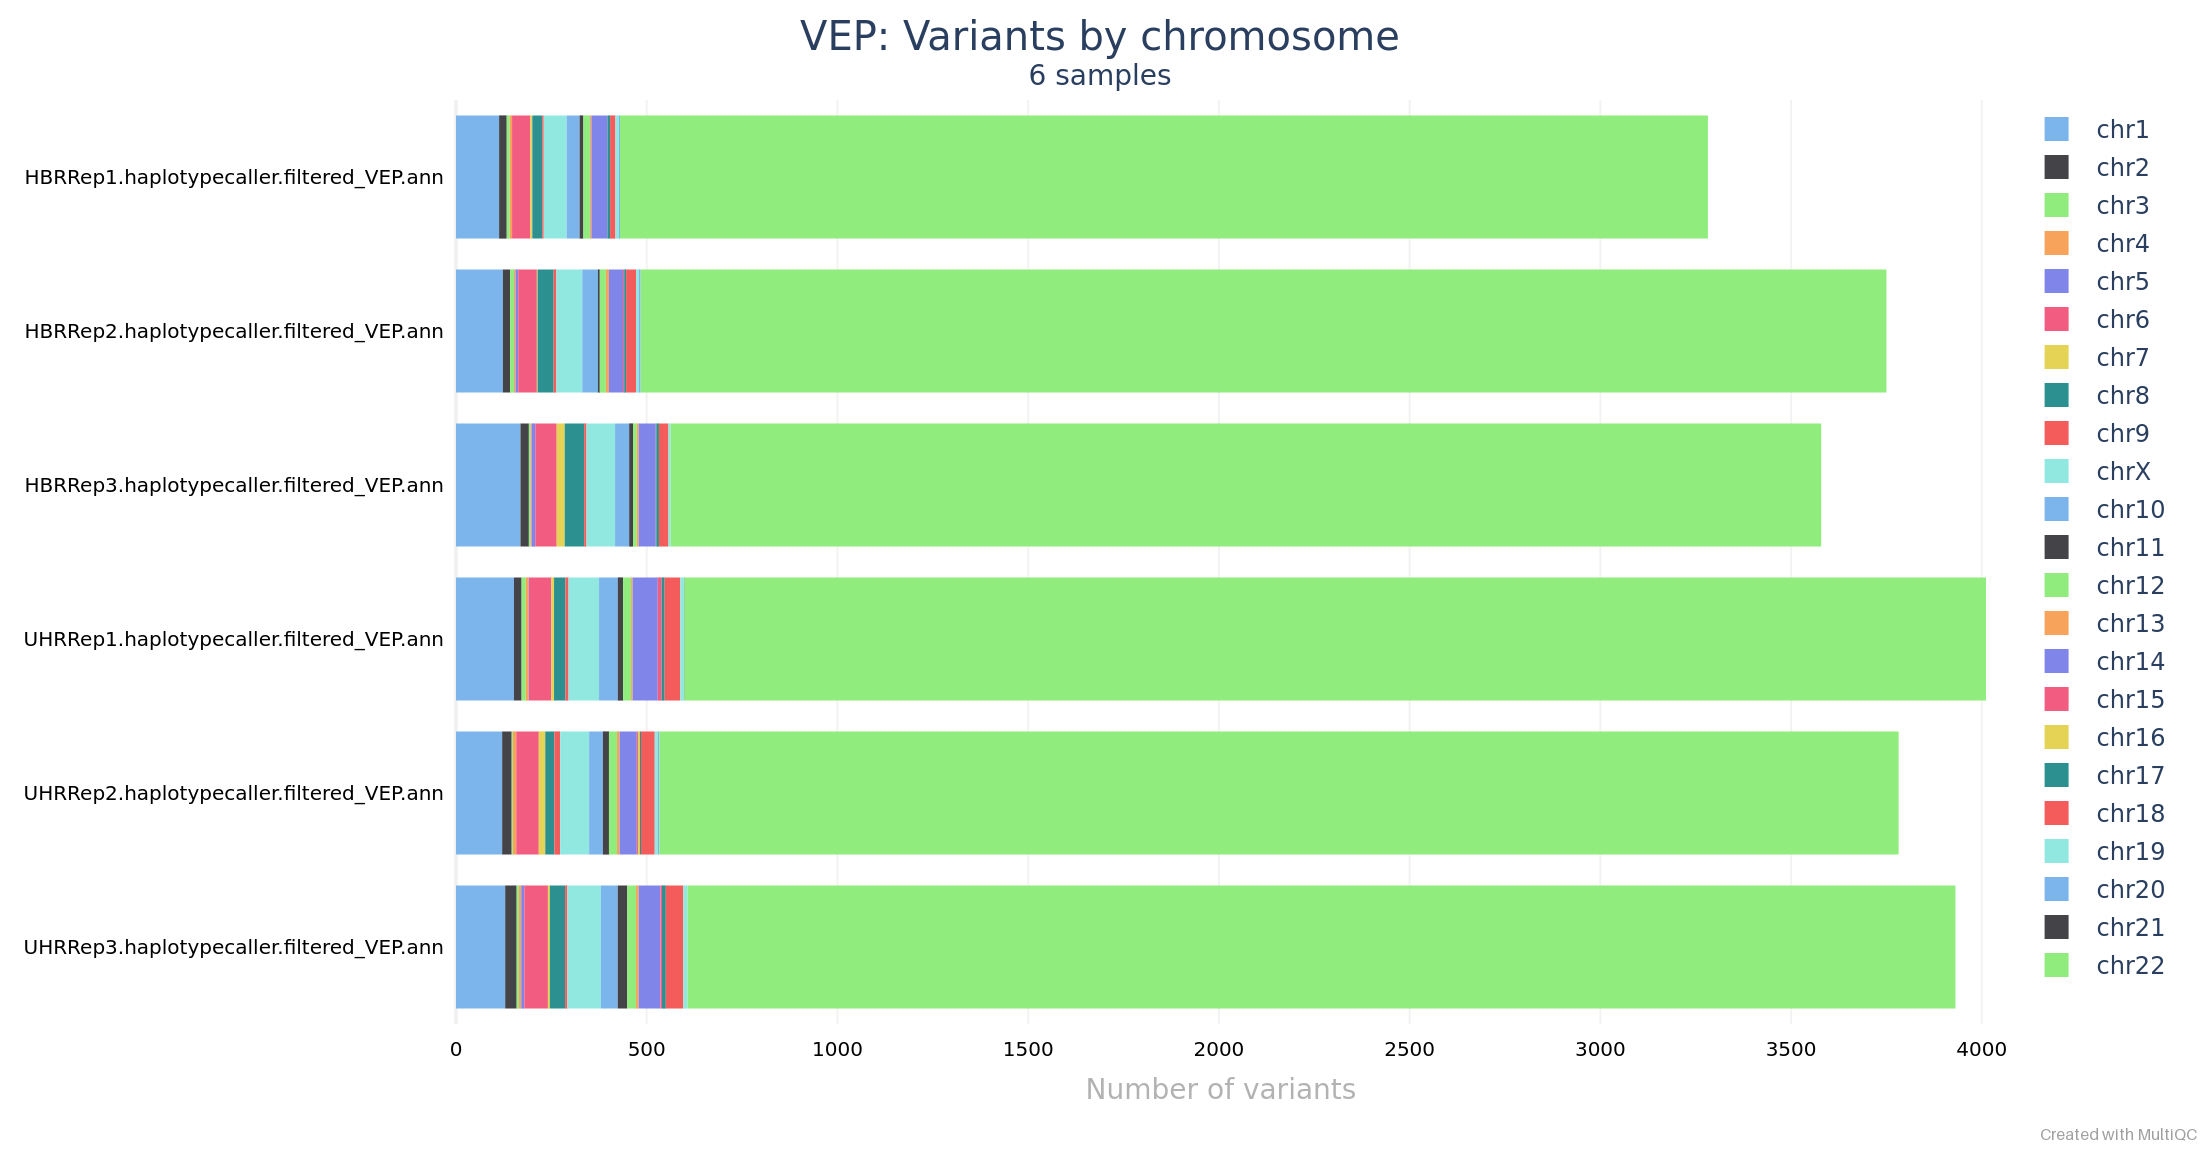 VEP: Variants by chromosome
6 samples
HBRRep1.haplotypecaller.filtered_VEP.ann
HBRRep2.haplotypecaller.filtered_VEP.ann
HBRRep3.haplotypecaller.filtered_VEP.ann
UHRRep1.haplotypecaller.filtered_VEP.ann
UHRRep2.haplotypecaller.filtered_VEP.ann
UHRRep3.haplotypecaller.filtered_VEP.ann
0 500 1000 1500 2000 2500 3000 3500 4000
Number of variants
chr1
chr2
chr3
chr4
chr5
chr6
chr7
chr8
chr9
chrX
chr10
chr11
chr12
chr13
chr14
chr15
chr16
chr17
chr18
chr19
chr20
chr21
chr22
Created with MultiQC